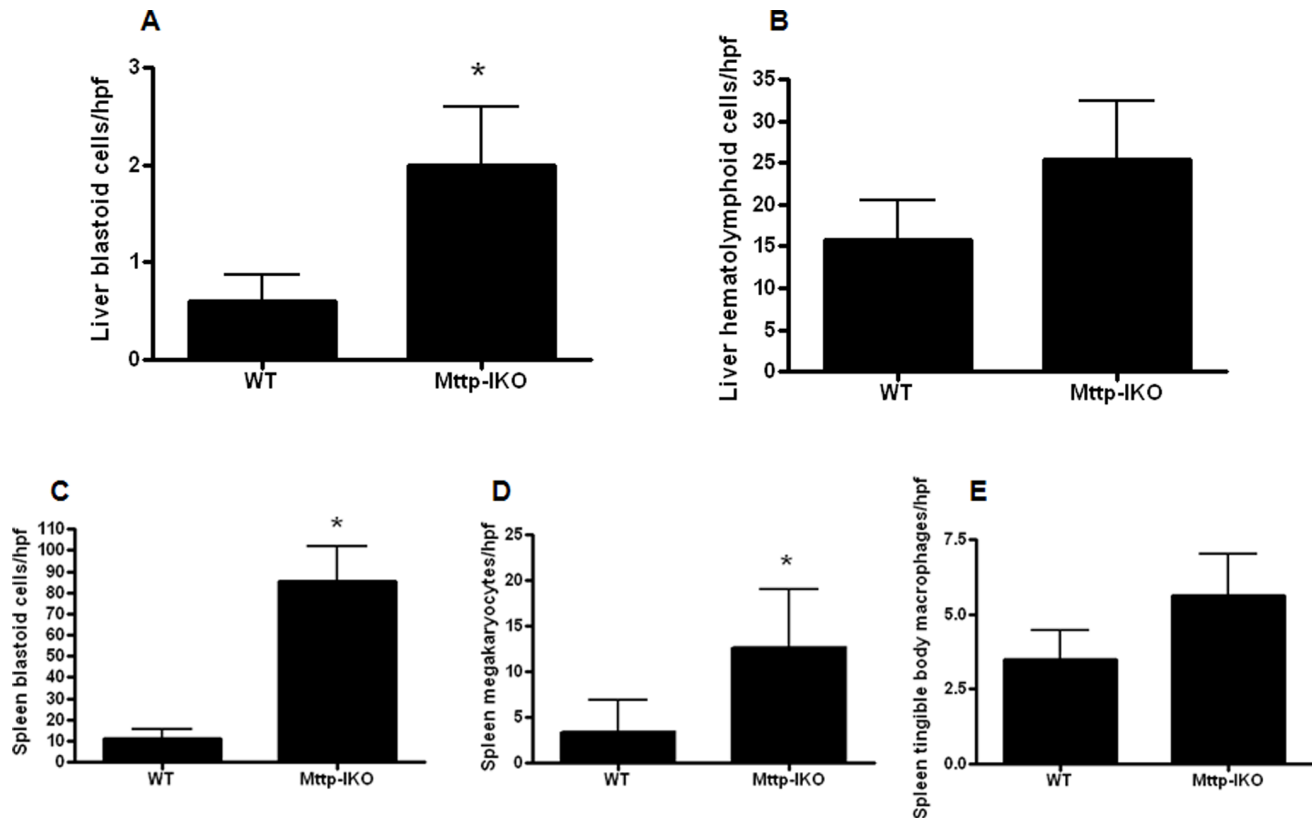 A
Liver blastoid cells/hpf
3
2
1
0
*
WT
Mttp-IKO
B
Liver hematolymphoid cells/hpf
35
30
25
20
15
10
5
0
WT
Mttp-IKO
C
Spleen blastoid cells/hpf
110
100
90
80
70
60
50
40
30
20
10
0
*
WT
Mttp-IKO
D
Spleen megakaryocytes/hpf
25
20
15
10
5
0
*
WT
Mttp-IKO
E
Spleen tingible body macrophages/hpf
7.5
5.0
2.5
0.0
WT
Mttp-IKO